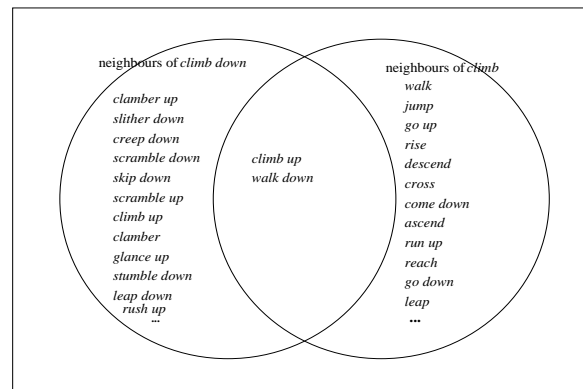 neighbours of climb down
clamber up
slither down
creep down
scramble down
skip down
scramble up
climb up
clamber
glance up
stumble down
leap down
rush up
...
climb up
walk down
neighbours of climb
walk
jump
go up
rise
descend
cross
come down
ascend
run up
reach
go down
leap
...